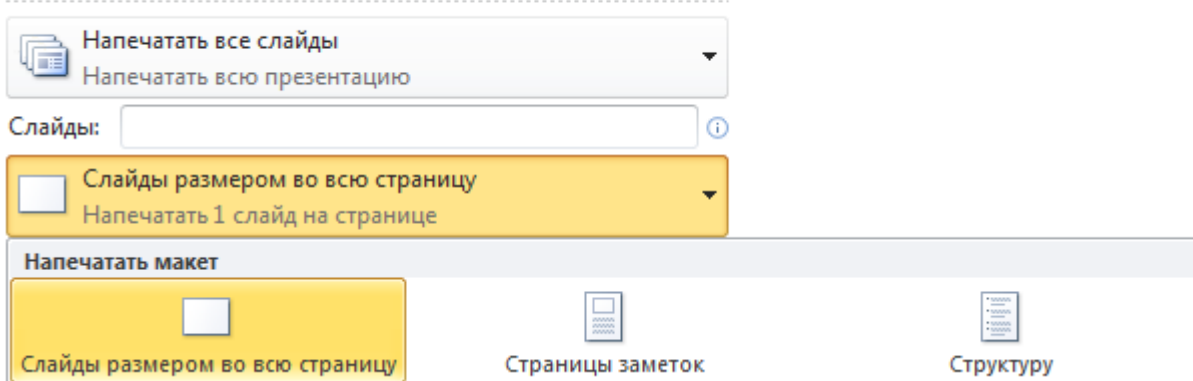 Напечатать все слайды
Напечатать всю презентацию
Слайды:
Слайды размером во всю страницу
Напечатать 1 слайд на странице
Напечатать макет
Слайды размером во всю страницу
Страницы заметок
Структуру